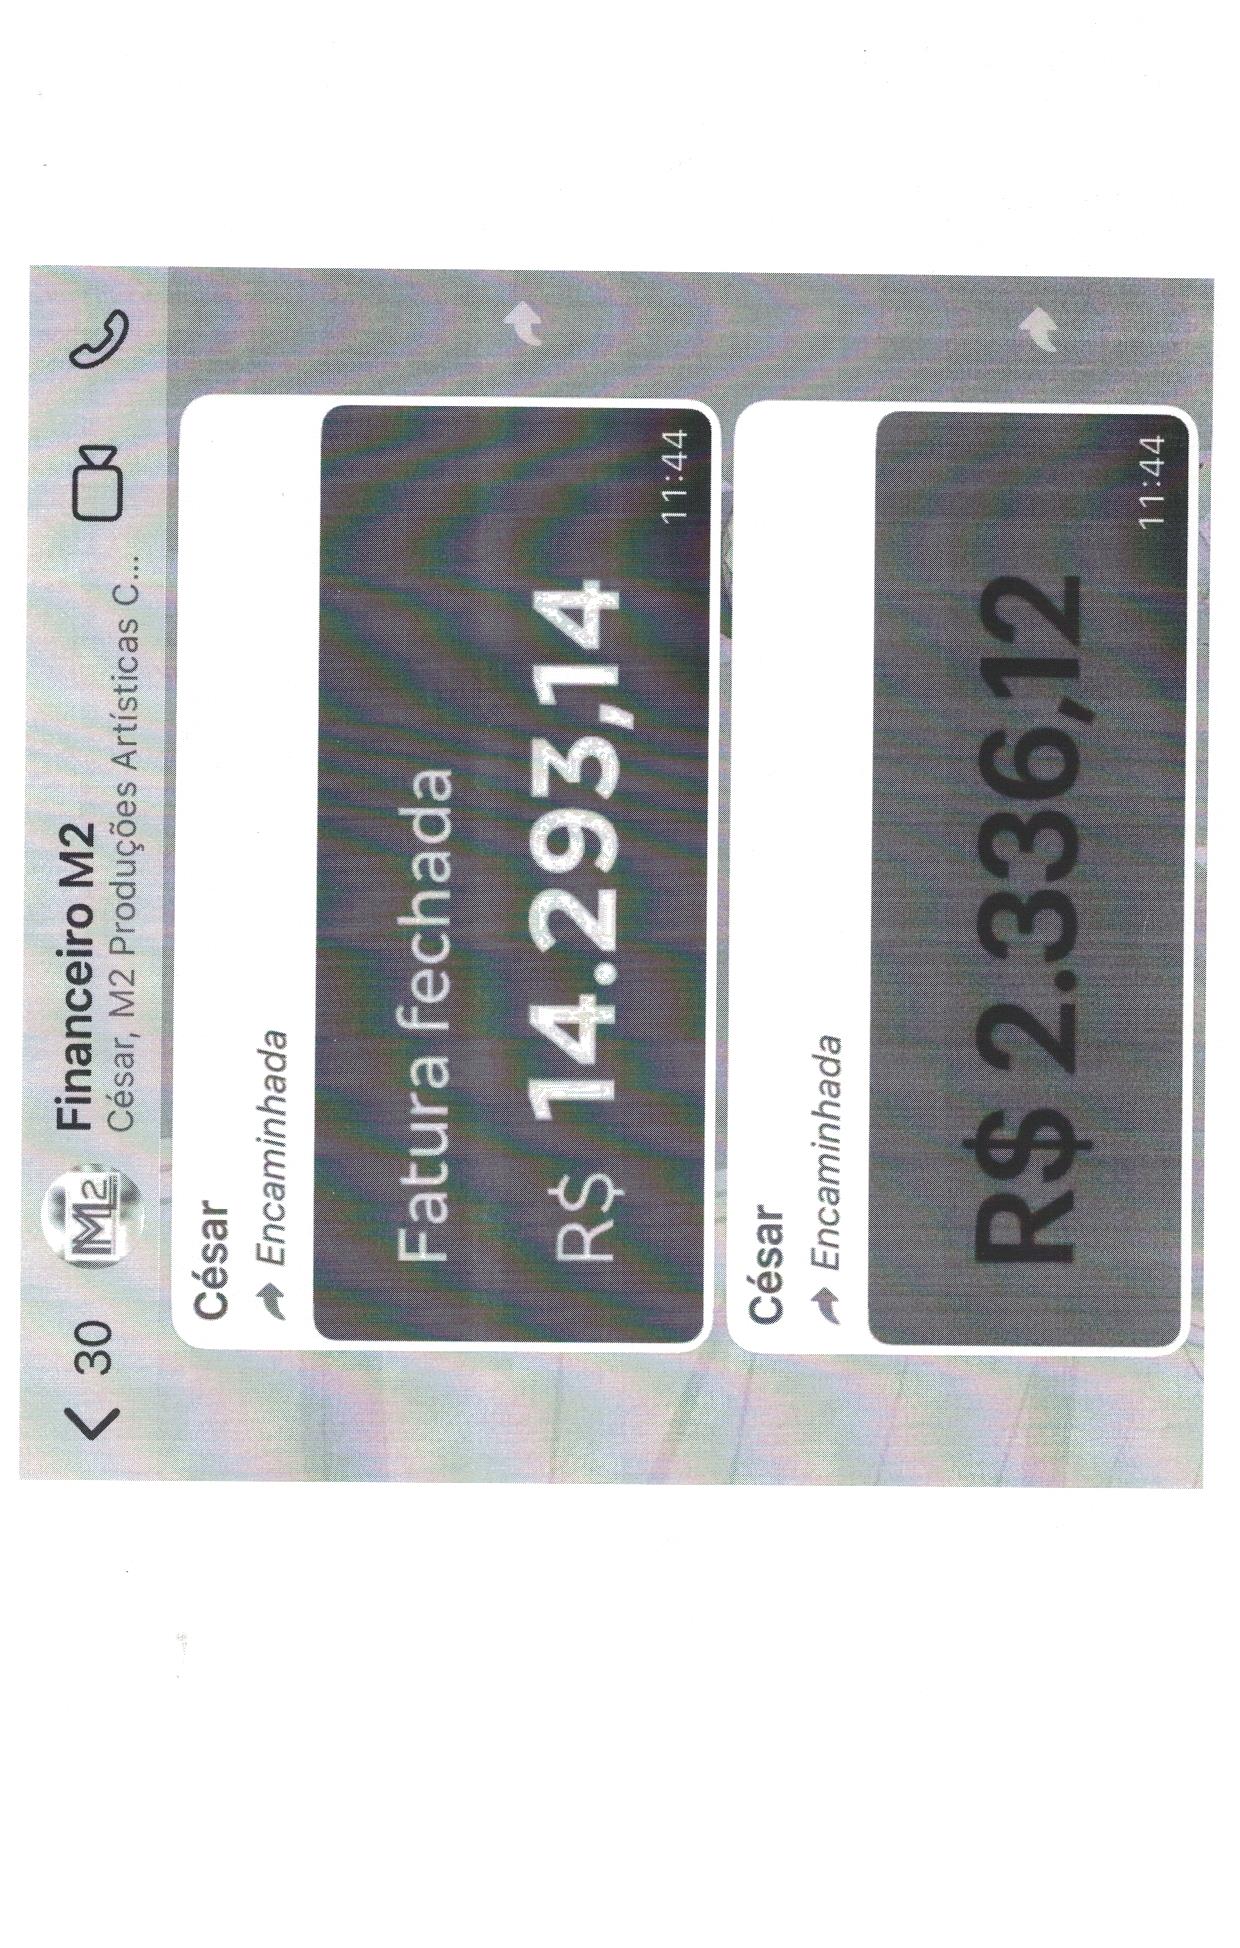 30
M2
Financeiro M2
César, M2 Produções Artísticas C...
César
Encaminhada
Fatura fechada
R$ 14.293,14
11:44
César
Encaminhada
R$ 2.336,12
11:44